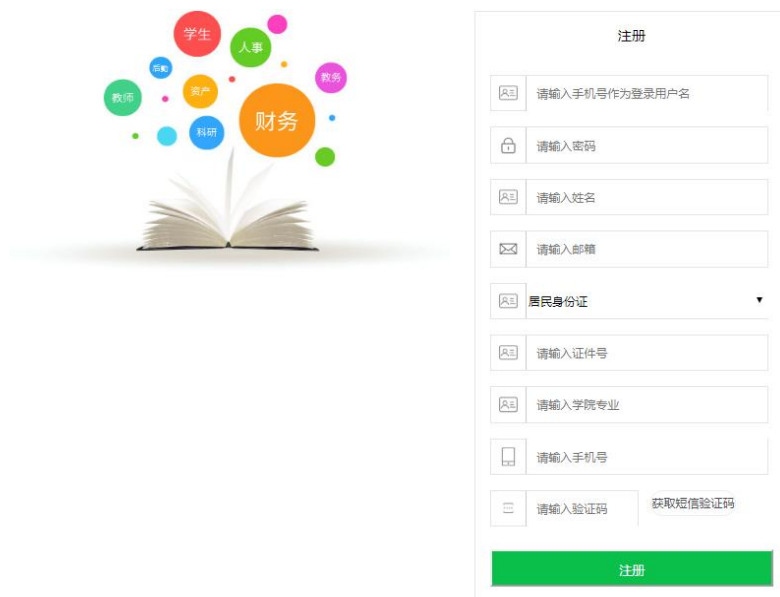 学生
人事
后勤
教务
教师
资产
财务
科研
注册
请输入手机号作为登录用户名
请输入密码
请输入姓名
请输入邮箱
居民身份证
请输入证件号
请输入学院专业
请输入手机号
请输入验证码 获取短信验证码
注册